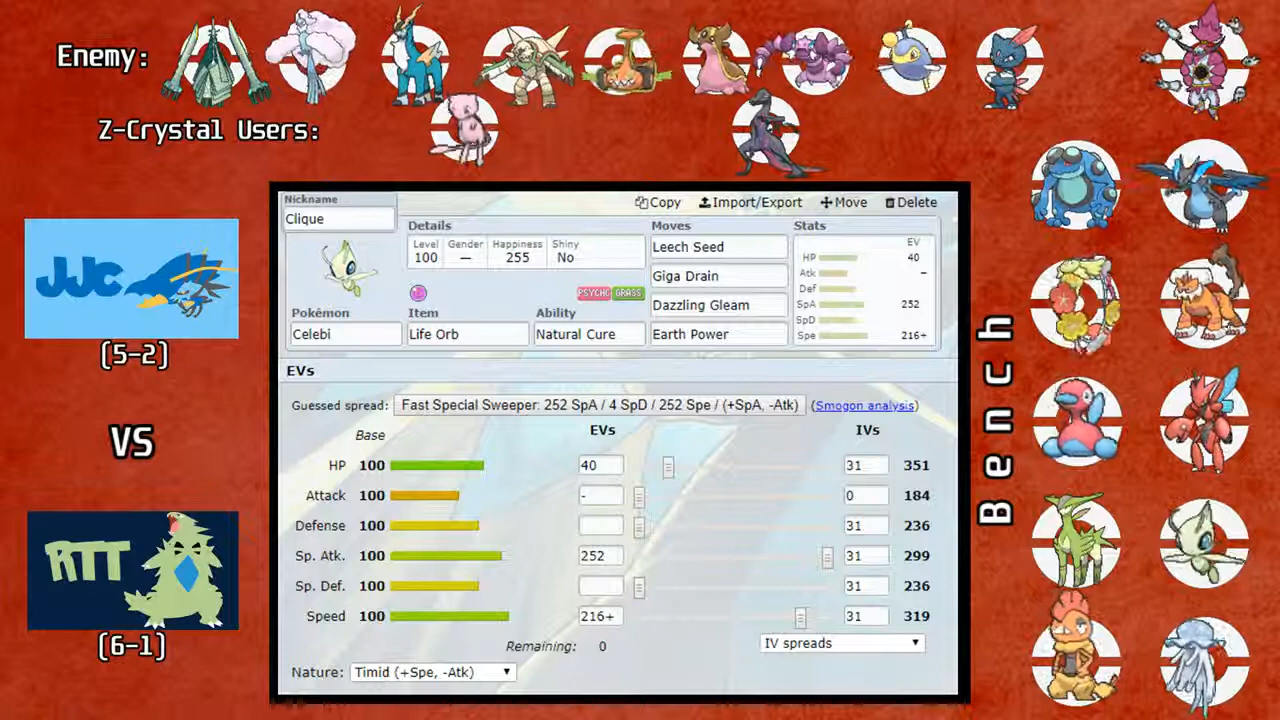 Enemy:
Z-Crystal Users:
JJC
(5-2)
VS
RTT
(6-1)
Bench
Nickname
Clique
Copy Import/Export Move Delete
Details
Level Gender Happiness Shiny
100 — 255 No
PSYCHC GRASS
Pokémon Item Ability
Celebi Life Orb Natural Cure
Moves
Leech Seed
Giga Drain
Dazzling Gleam
Earth Power
Stats
EV
HP 40
Atk -
Def
SpA 252
SpD
Spe 216+
EVs
Guessed spread: Fast Special Sweeper: 252 SpA / 4 SpD / 252 Spe / (+SpA, -Atk) (Smogon analysis)
Base EVs IVs
HP 100 40 31 351
Attack 100 - 0 184
Defense 100 31 236
Sp. Atk. 100 252 31 299
Sp. Def. 100 31 236
Speed 100 216+ 31 319
Remaining: 0 IV spreads
Nature: Timid (+Spe, -Atk)